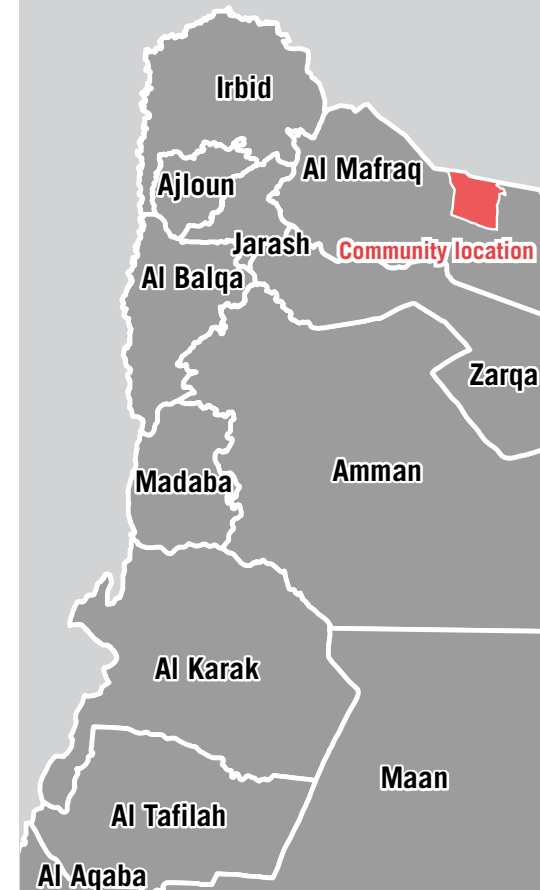 Irbid
Al Mafraq
Ajloun
Jarash
Community location
Al Balqa
Zarqa
Amman
Madaba
Al Karak
Maan
Al Tafilah
Al Aqaba